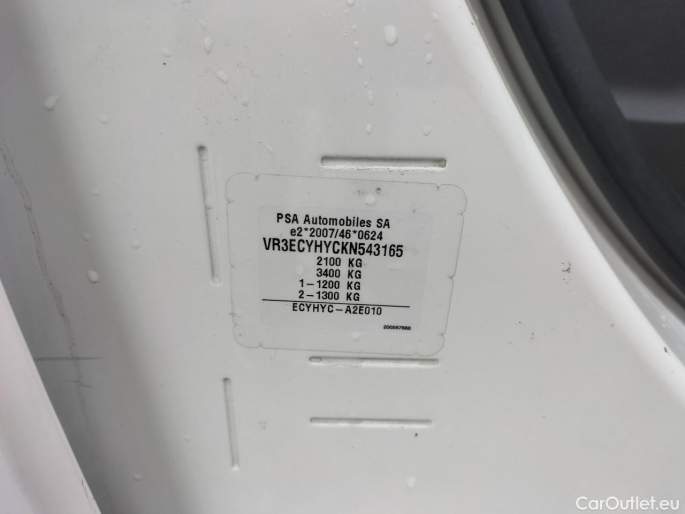 PSA Automobiles SA
e2*2007/46*0624
VR3ECYHYCKN543165
2100 KG
3400 KG
1-1200 KG
2-1300 KG
ECYHYC-A2E010
CarOutlet.eu